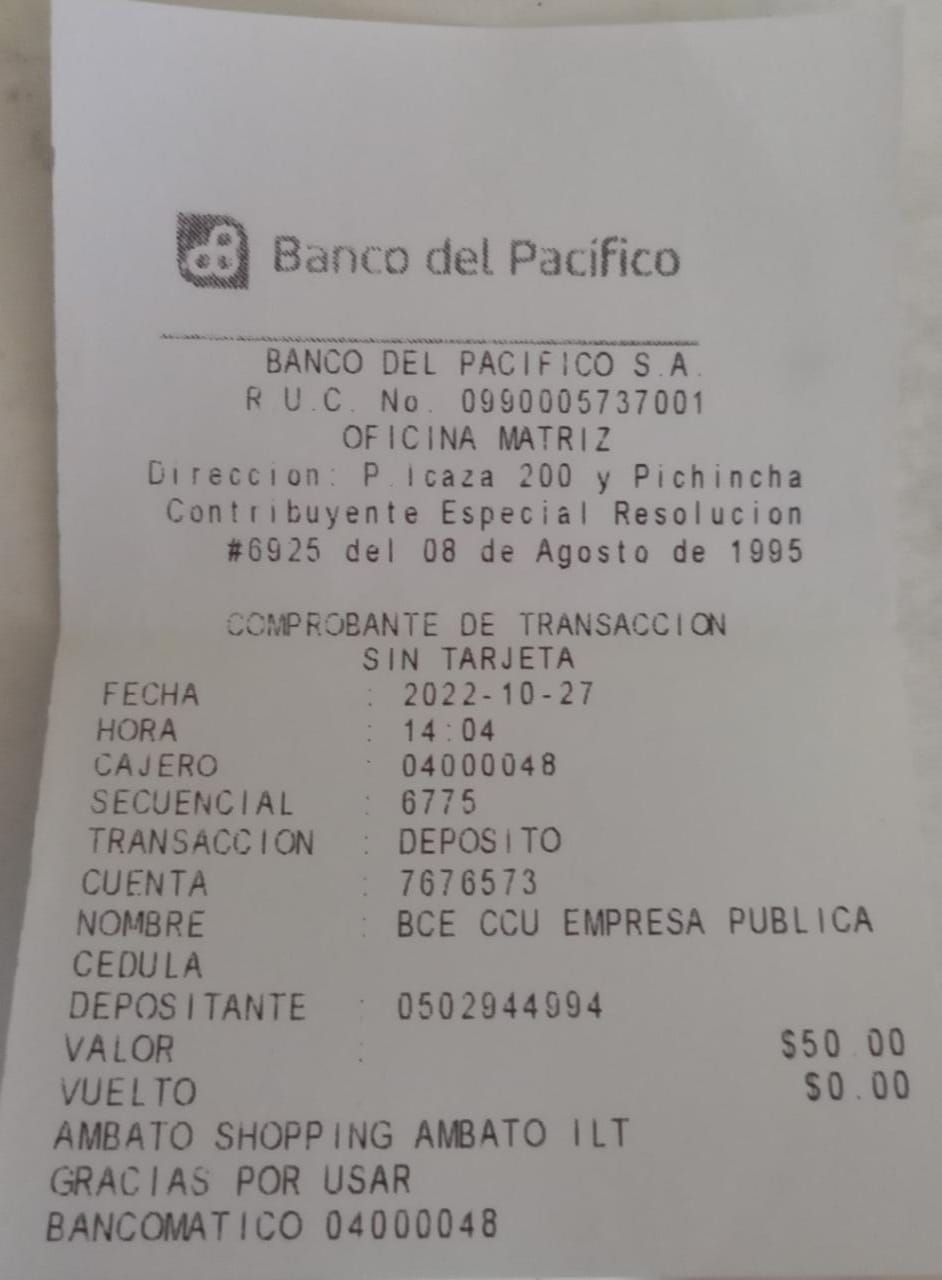 Banco del Pacífico
BANCO DEL PACIFICO S.A.
R U.C. No. 0990005737001
OFICINA MATRIZ
Direccion: P.Icaza 200 y Pichincha
Contribuyente Especial Resolucion
#6925 del 08 de Agosto de 1995
COMPROBANTE DE TRANSACCION
SIN TARJETA
FECHA : 2022-10-27
HORA : 14:04
CAJERO : 04000048
SECUENCIAL : 6775
TRANSACCION : DEPOSITO
CUENTA : 7676573
NOMBRE : BCE CCU EMPRESA PUBLICA
CEDULA
DEPOSITANTE : 0502944994
VALOR : $50.00
VUELTO $0.00
AMBATO SHOPPING AMBATO ILT
GRACIAS POR USAR
BANCOMATICO 04000048